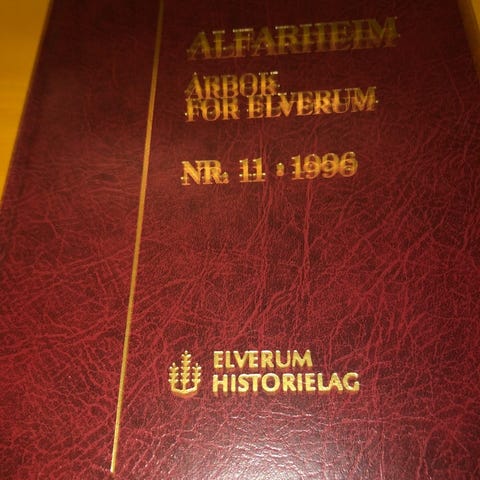 ALFARHEIM
ÅRBOK
FOR ELVERUM
NR. 11 : 1996
ELVERUM
HISTORIELAG